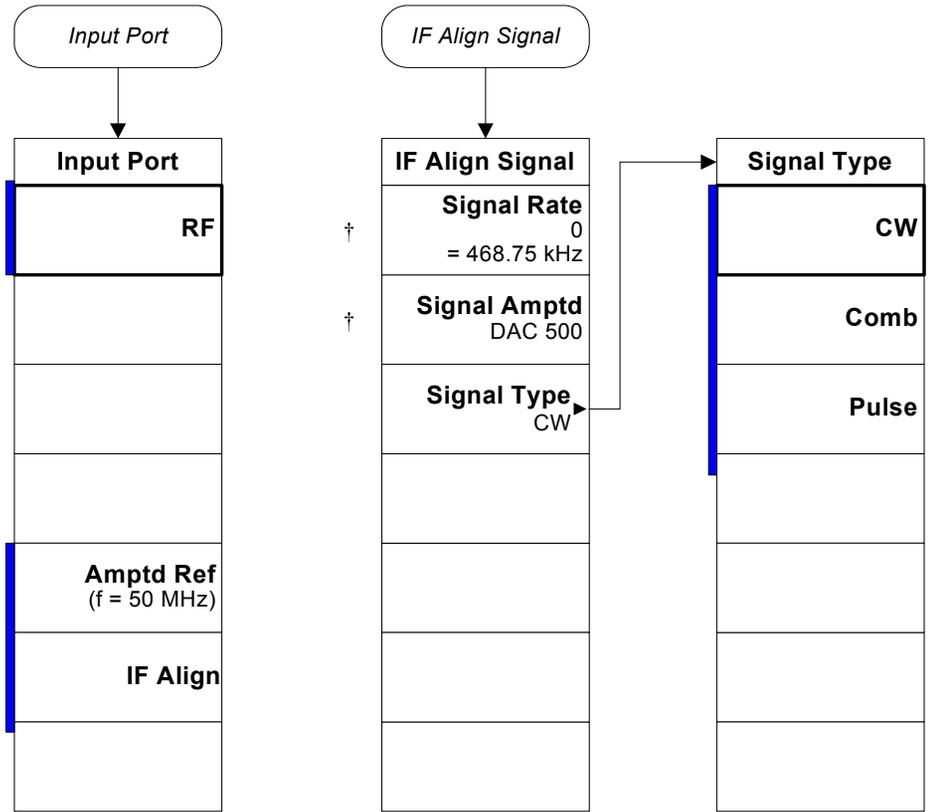 Input Port
IF Align Signal
Input Port
RF
Amptd Ref
(f = 50 MHz)
IF Align
IF Align Signal
†
Signal Rate
0
= 468.75 kHz
†
Signal Amptd
DAC 500
Signal Type
CW
Signal Type
CW
Comb
Pulse